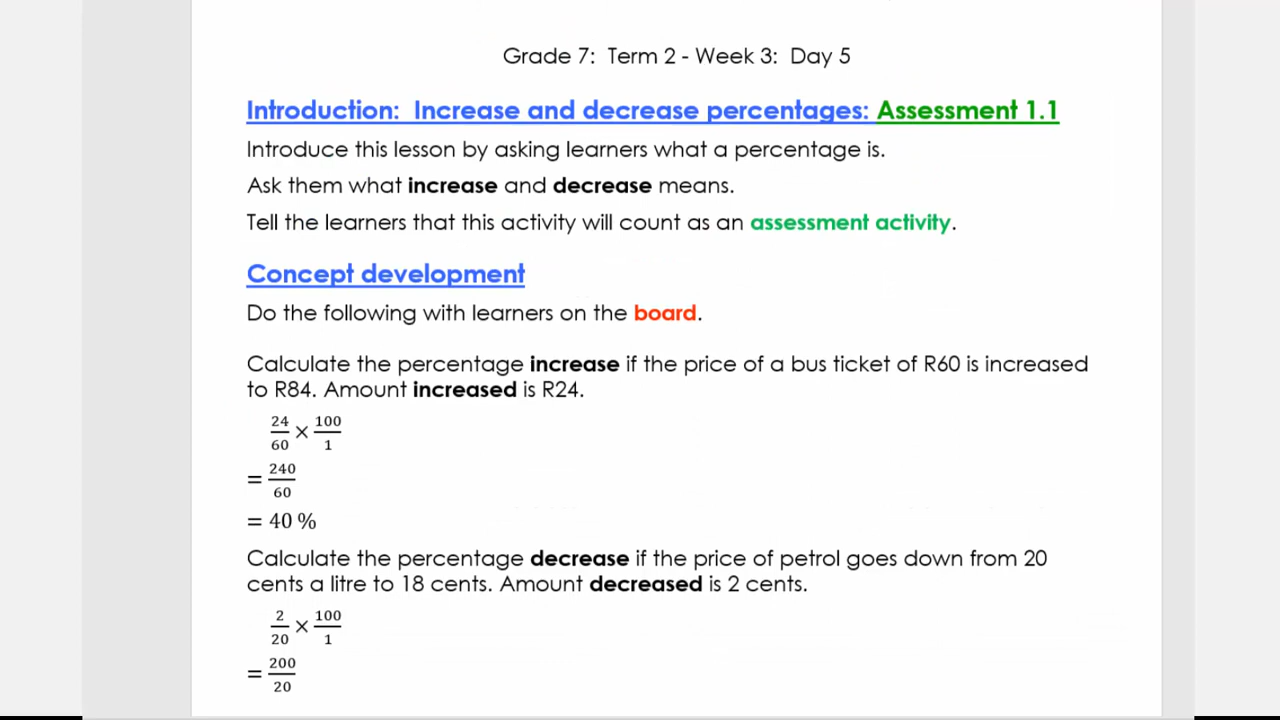 Grade 7: Term 2 - Week 3: Day 5
Introduction: Increase and decrease percentages: Assessment 1.1
Introduce this lesson by asking learners what a percentage is.
Ask them what increase and decrease means.
Tell the learners that this activity will count as an assessment activity.
Concept development
Do the following with learners on the board.
Calculate the percentage increase if the price of a bus ticket of R60 is increased
to R84. Amount increased is R24.
24/60 × 100/1
= 240/60
= 40 %
Calculate the percentage decrease if the price of petrol goes down from 20
cents a litre to 18 cents. Amount decreased is 2 cents.
2/20 × 100/1
= 200/20